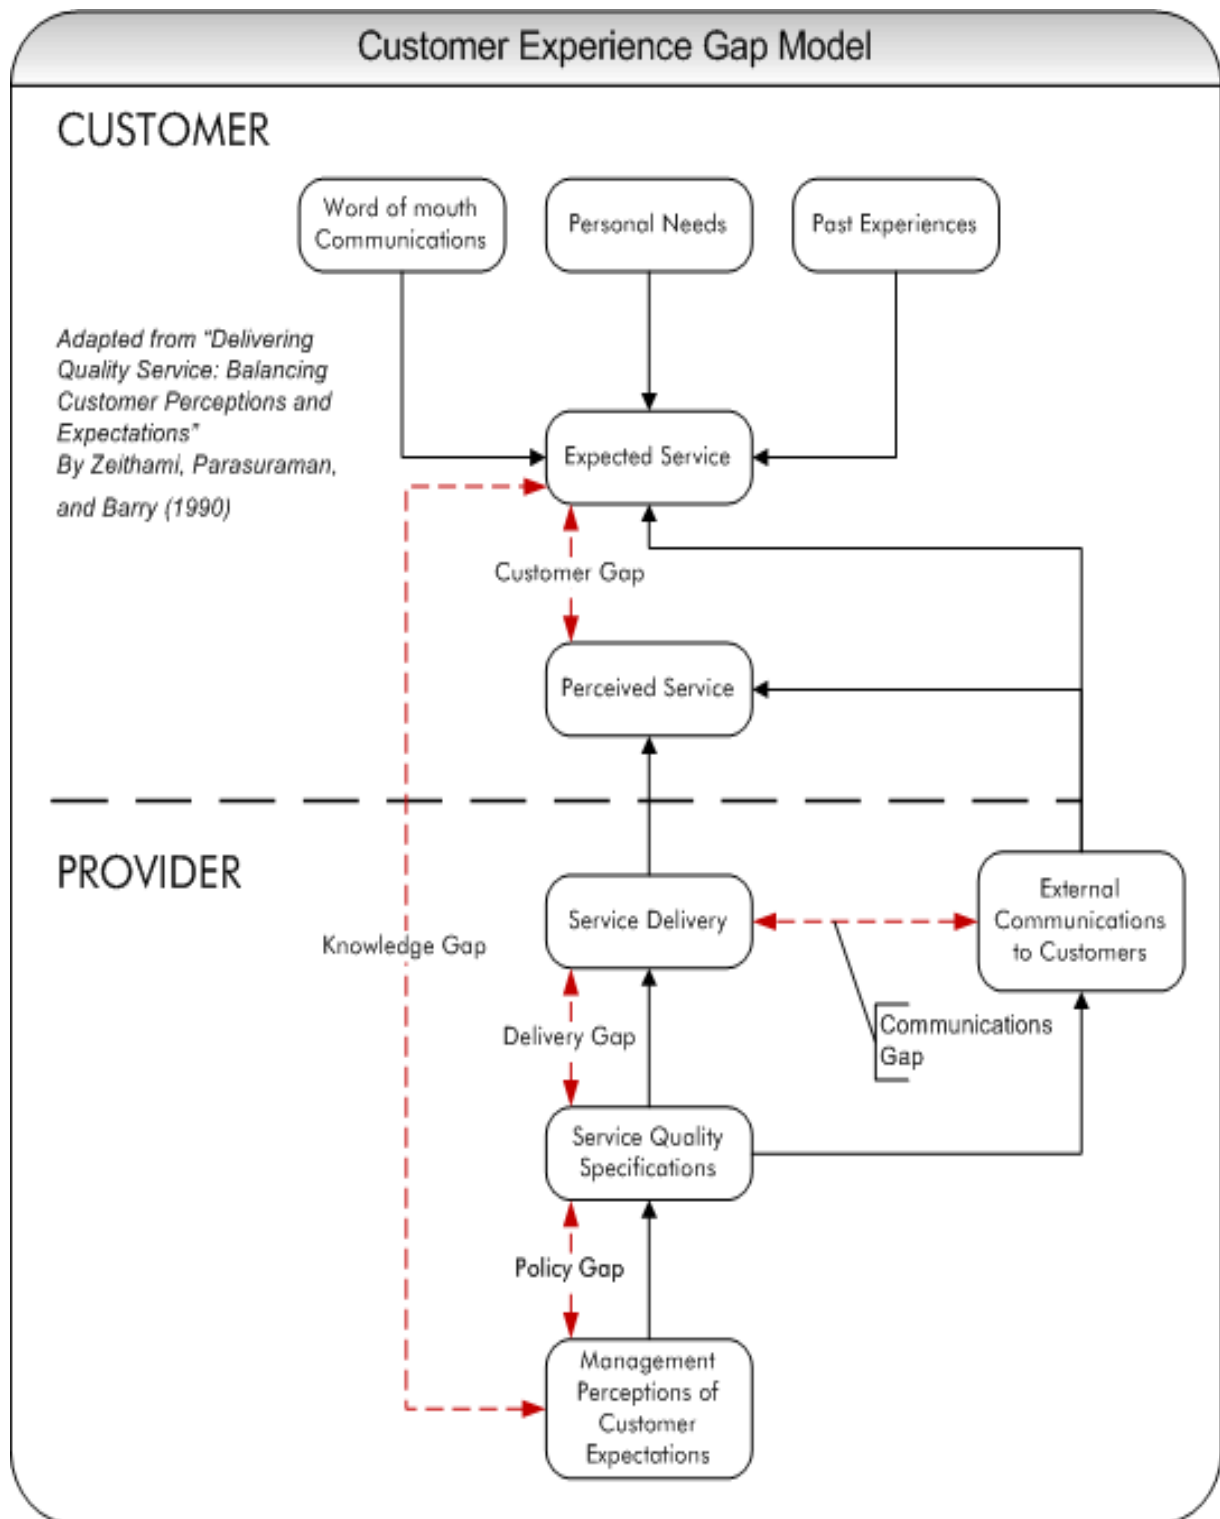 Customer Experience Gap Model
CUSTOMER
Word of mouth
Communications
Personal Needs
Past Experiences
Adapted from "Delivering
Quality Service: Balancing
Customer Perceptions and
Expectations"
By Zeithami, Parasuraman,
and Barry (1990)
Expected Service
Customer Gap
Perceived Service
PROVIDER
Service Delivery
External
Communications
to Customers
Knowledge Gap
Delivery Gap
Communications
Gap
Service Quality
Specifications
Policy Gap
Management
Perceptions of
Customer
Expectations